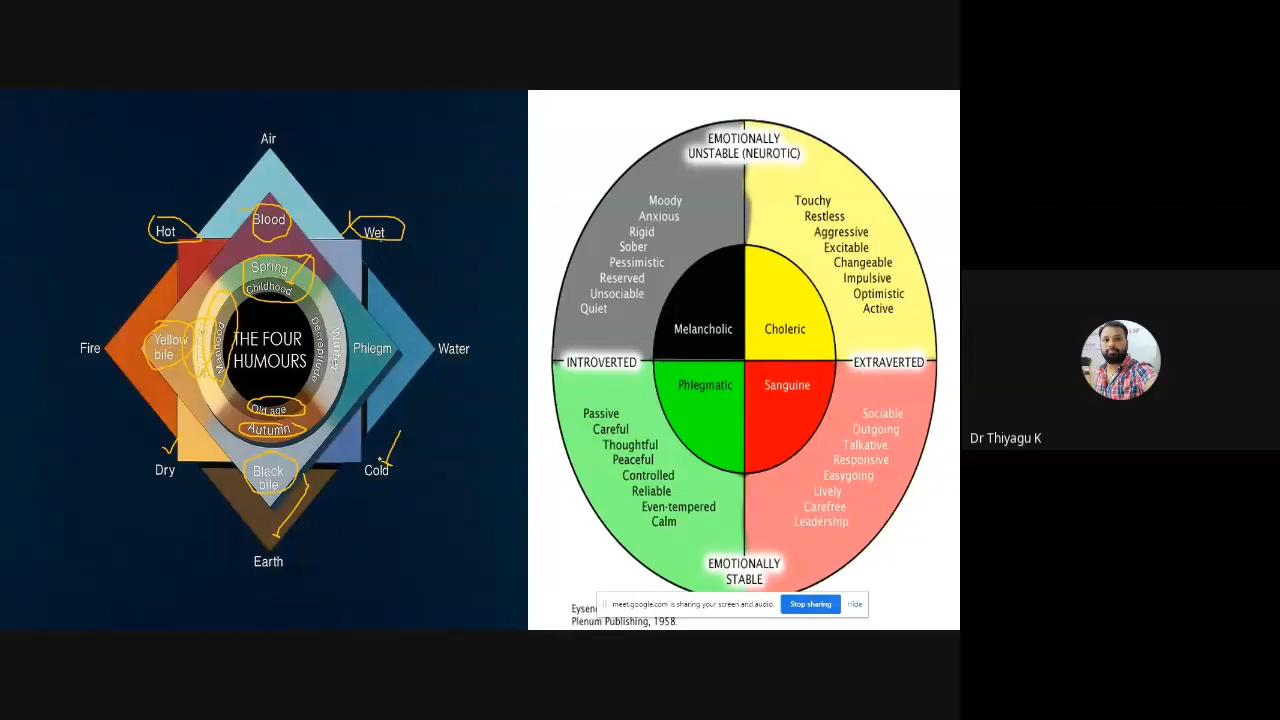 Air
Hot
Blood
Wet
Spring
Childhood
Fire
Yellow
bile
Manhood
THE FOUR
HUMOURS
Decrepitude
Winter
Phlegm
Water
Old age
Autumn
Dry
Black
bile
Cold
Earth
EMOTIONALLY
UNSTABLE (NEUROTIC)
Moody
Anxious
Rigid
Sober
Pessimistic
Reserved
Unsociable
Quiet
Touchy
Restless
Aggressive
Excitable
Changeable
Impulsive
Optimistic
Active
Melancholic
Choleric
INTROVERTED
EXTRAVERTED
Phlegmatic
Sanguine
Passive
Careful
Thoughtful
Peaceful
Controlled
Reliable
Even-tempered
Calm
Sociable
Outgoing
Talkative
Responsive
Easygoing
Lively
Carefree
Leadership
EMOTIONALLY
STABLE
meet.google.com is sharing your screen and audio.
Stop sharing
Hide
Plenum Publishing, 1958.
Dr Thiyagu K